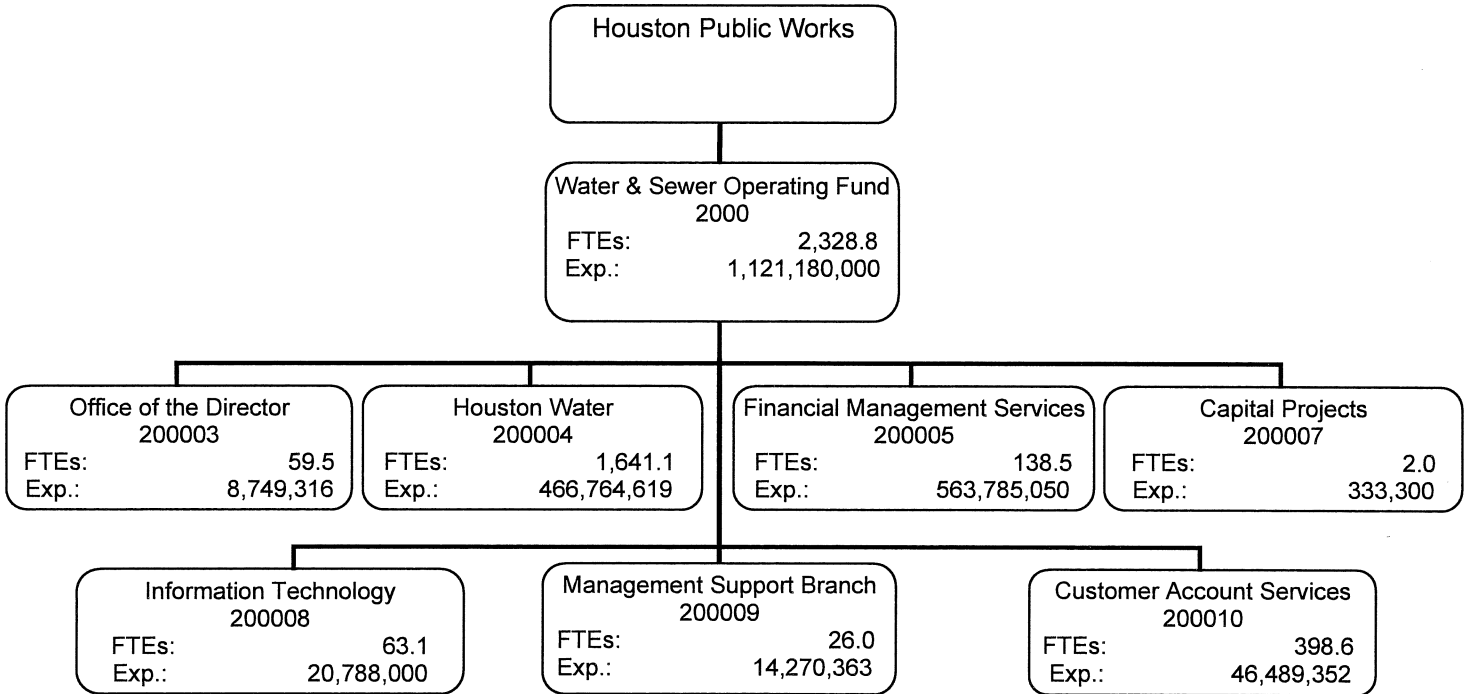 Houston Public Works
Water & Sewer Operating Fund
2000
FTEs: 2,328.8
Exp.: 1,121,180,000
Office of the Director
200003
FTEs: 59.5
Exp.: 8,749,316
Houston Water
200004
FTEs: 1,641.1
Exp.: 466,764,619
Financial Management Services
200005
FTEs: 138.5
Exp.: 563,785,050
Capital Projects
200007
FTEs: 2.0
Exp.: 333,300
Information Technology
200008
FTEs: 63.1
Exp.: 20,788,000
Management Support Branch
200009
FTEs: 26.0
Exp.: 14,270,363
Customer Account Services
200010
FTEs: 398.6
Exp.: 46,489,352